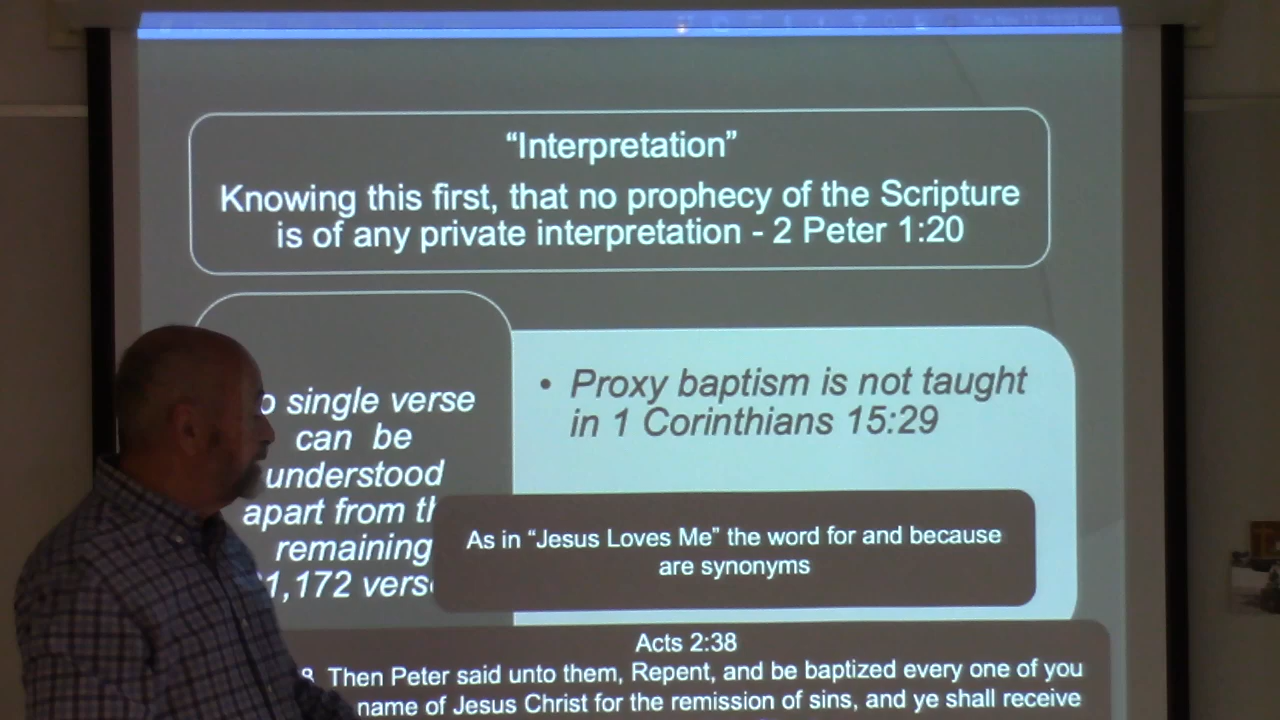 “Interpretation”
Knowing this first, that no prophecy of the Scripture
is of any private interpretation - 2 Peter 1:20
single verse
can be
understood
apart from
remaining
• Proxy baptism is not taught
in 1 Corinthians 15:29
As in “Jesus Loves Me” the word for and because
are synonyms
Acts 2:38
Then Peter said unto them, Repent, and be baptized every one of you
name of Jesus Christ for the remission of sins, and ye shall receive